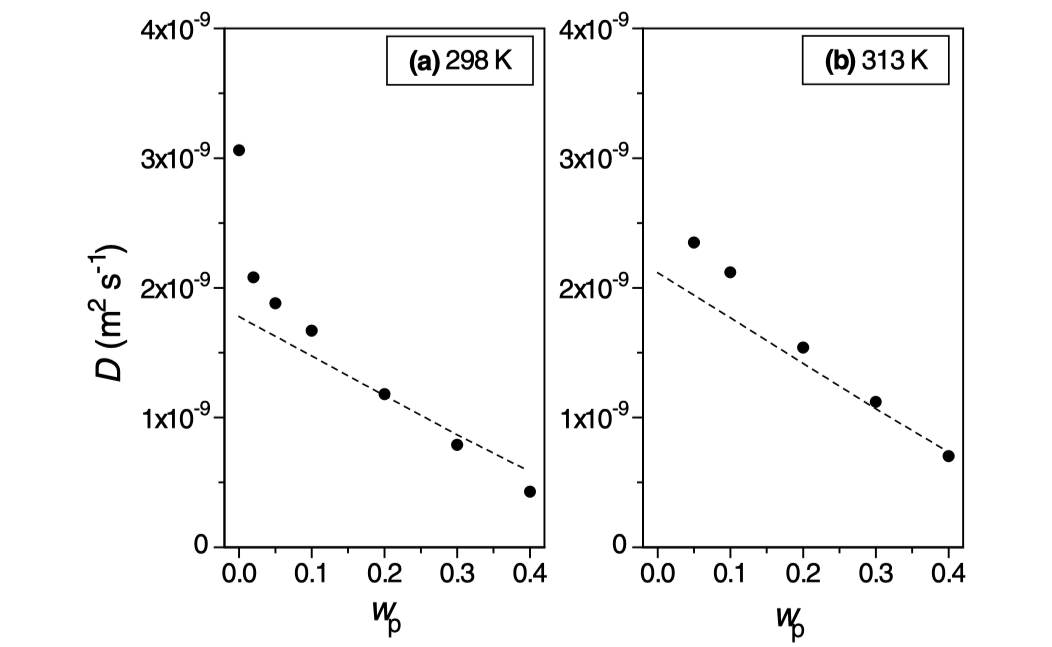 4x10⁻⁹
3x10⁻⁹
2x10⁻⁹
1x10⁻⁹
0
D (m² s⁻¹)
(a) 298 K
0.0 0.1 0.2 0.3 0.4
wₚ
4x10⁻⁹
3x10⁻⁹
2x10⁻⁹
1x10⁻⁹
0
(b) 313 K
0.0 0.1 0.2 0.3 0.4
wₚ